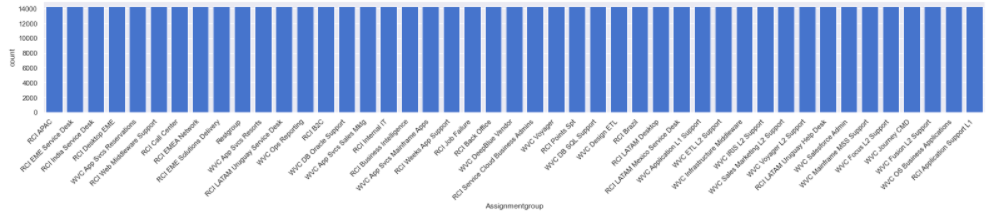 14000
12000
10000
8000
6000
4000
2000
0
count
RCI APAC
RCI EME Service Desk
RCI India Service Desk
RCI Desktop EME
WVC App Svcs Reservations
RCI Web Middleware Support
RCI Call Center
RCI EMEA Network
RCI EME Solutions Delivery
Restgroup
RCI LATAM Uruguay Service Desk
WVC App Svcs Resorts
WVC Ops Reporting
RCI B2C
WVC DB Oracle Support
WVC App Svcs Sales Mktg
RCI Internal IT
RCI Business Intelligence
WVC App Svcs Mainframe Apps
RCI iNeeds App Support
RCI Job Failure
RCI Back Office
WVC DeepBlue Vendor
RCI Service Cloud Business Admins
WVC Voyager
RCI Points Spt
WVC DB SQL Support
WVC Design ETL
RCI Brazil
RCI LATAM Desktop
RCI LATAM Mexico Service Desk
WVC Application L1 Support
WVC ETL L2 Support
WVC Infrastructure Middleware
WVC IRIS L2 Support
WVC Sales Marketing L2 Support
WVC Voyager L2 Support
RCI LATAM Uruguay Help Desk
WVC Salesforce Admin
WVC Mainframe MSS Support
WVC Focus L2 Support
WVC Journey CMD
WVC Fusion L2 Support
WVC OS Business Applications
RCI Application Support L1
Assignmentgroup